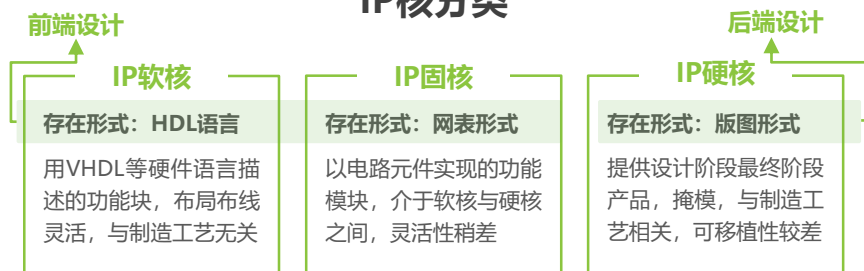 IP核分类
前端设计
后端设计
IP软核
存在形式：HDL语言
用VHDL等硬件语言描
述的功能块，布局布线
灵活，与制造工艺无关
IP固核
存在形式：网表形式
以电路元件实现的功能
模块，介于软核与硬核
之间，灵活性稍差
IP硬核
存在形式：版图形式
提供设计阶段最终阶段
产品，掩模，与制造工
艺相关，可移植性较差